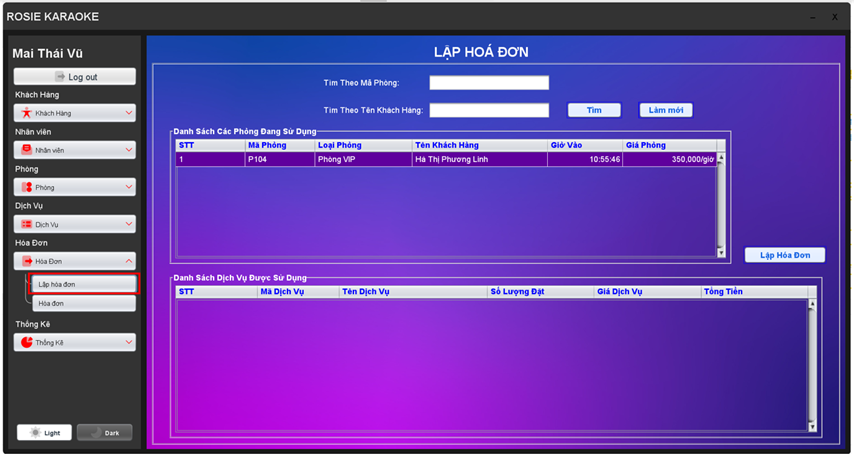 ROSIE KARAOKE
Mai Thái Vũ
Log out
Khách Hàng
Khách Hàng
Nhân viên
Nhân viên
Phòng
Phòng
Dịch Vụ
Dịch Vụ
Hóa Đơn
Hóa Đơn
Lập hóa đơn
Hóa đơn
Thống Kê
Thống Kê
Light Dark
LẬP HOÁ ĐƠN
Tìm Theo Mã Phòng:
Tìm Theo Tên Khách Hàng: Tìm Làm mới
Danh Sách Các Phòng Đang Sử Dụng
STT Mã Phòng Loại Phòng Tên Khách Hàng Giờ Vào Giá Phòng
1 P104 Phòng VIP Hà Thị Phương Linh 10:55:46 350,000/giờ
Lập Hóa Đơn
Danh Sách Dịch Vụ Được Sử Dụng
STT Mã Dịch Vụ Tên Dịch Vụ Số Lượng Đặt Giá Dịch Vụ Tổng Tiền